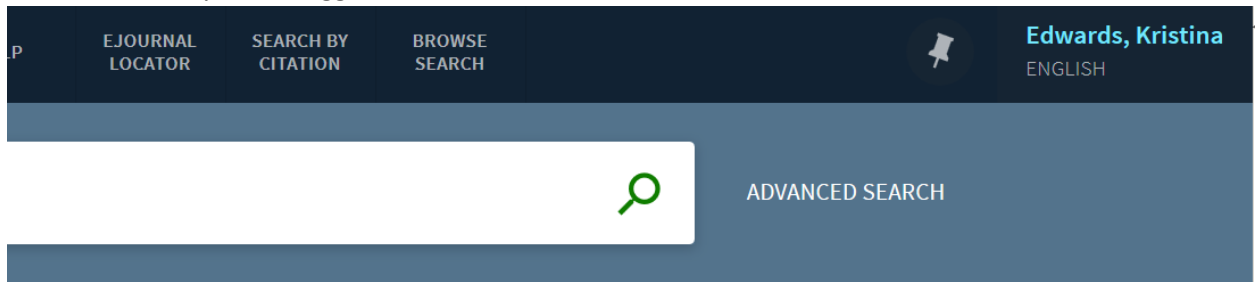 EJOURNAL
LOCATOR
SEARCH BY
CITATION
BROWSE
SEARCH
Edwards, Kristina
ENGLISH
ADVANCED SEARCH